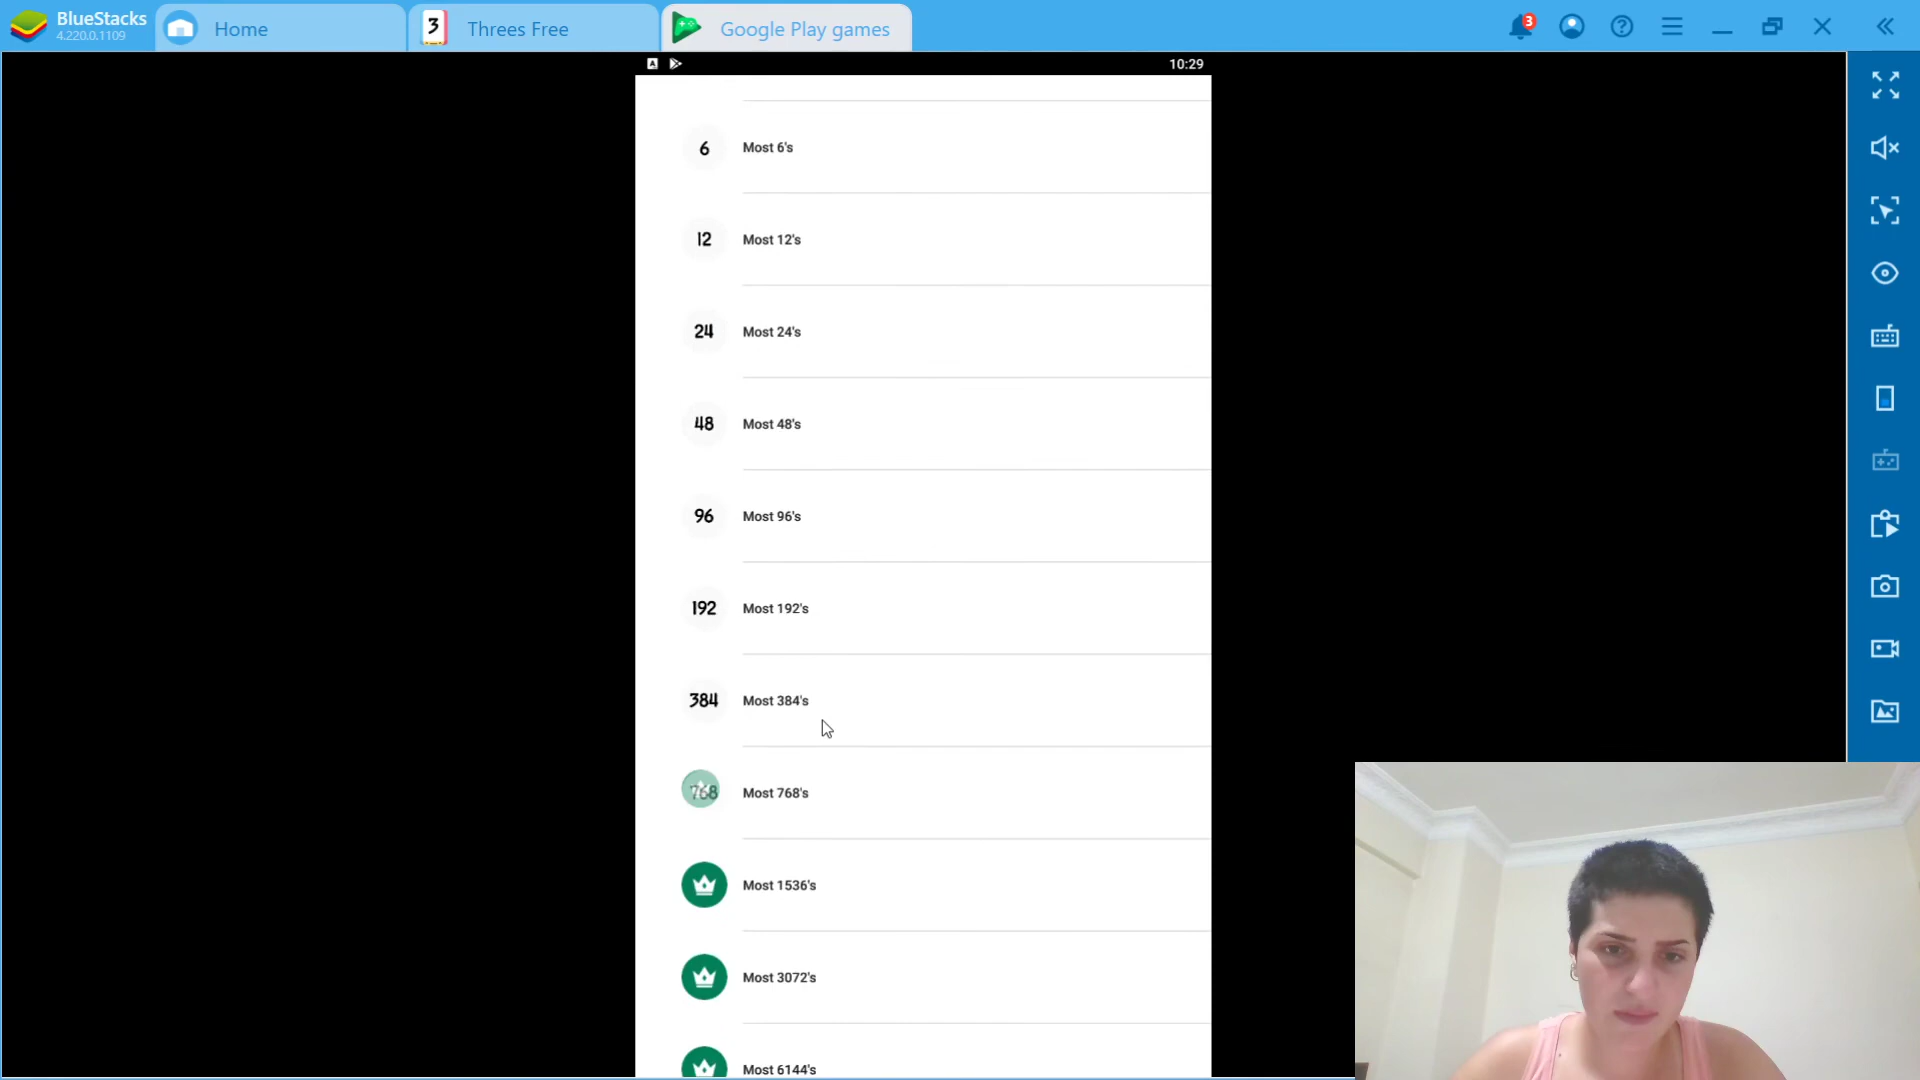 BlueStacks
4.220.0.1109
Home
3
Threes Free
Google Play games
3
A
10:29
6
Most 6's
12
Most 12's
24
Most 24's
48
Most 48's
96
Most 96's
192
Most 192's
384
Most 384's
768
Most 768's
Most 1536's
Most 3072's
Most 6144's